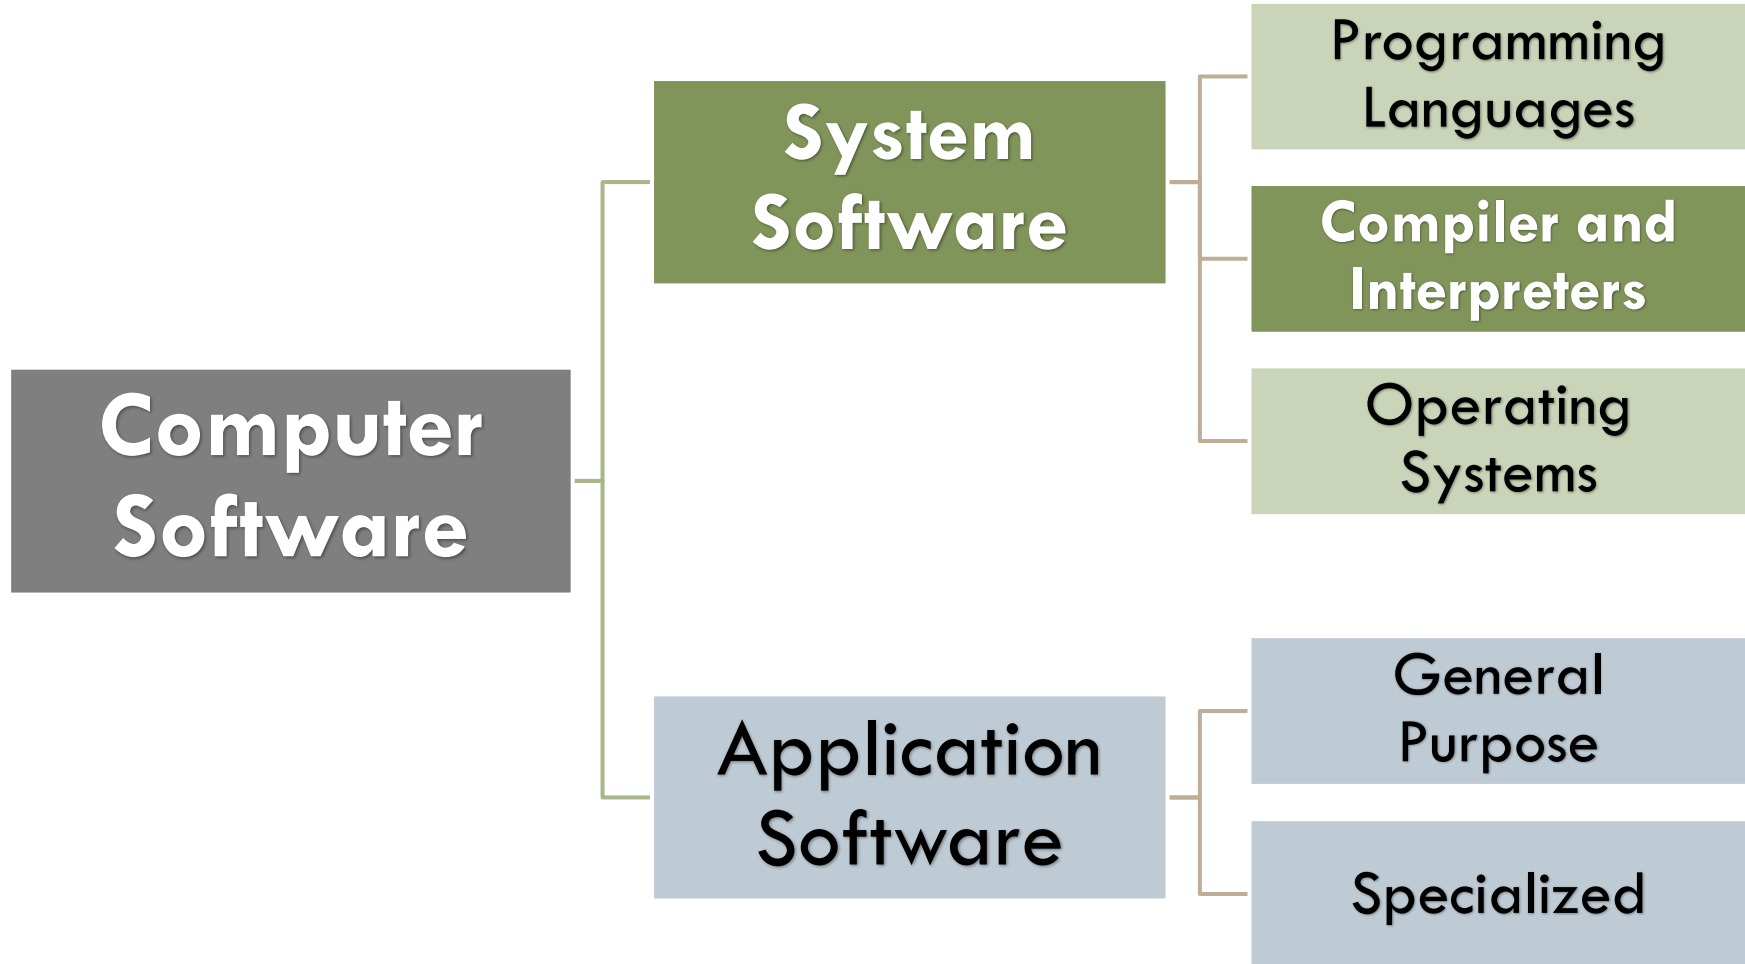 Computer
Software
System
Software
Programming
Languages
Compiler and
Interpreters
Operating
Systems
Application
Software
General
Purpose
Specialized